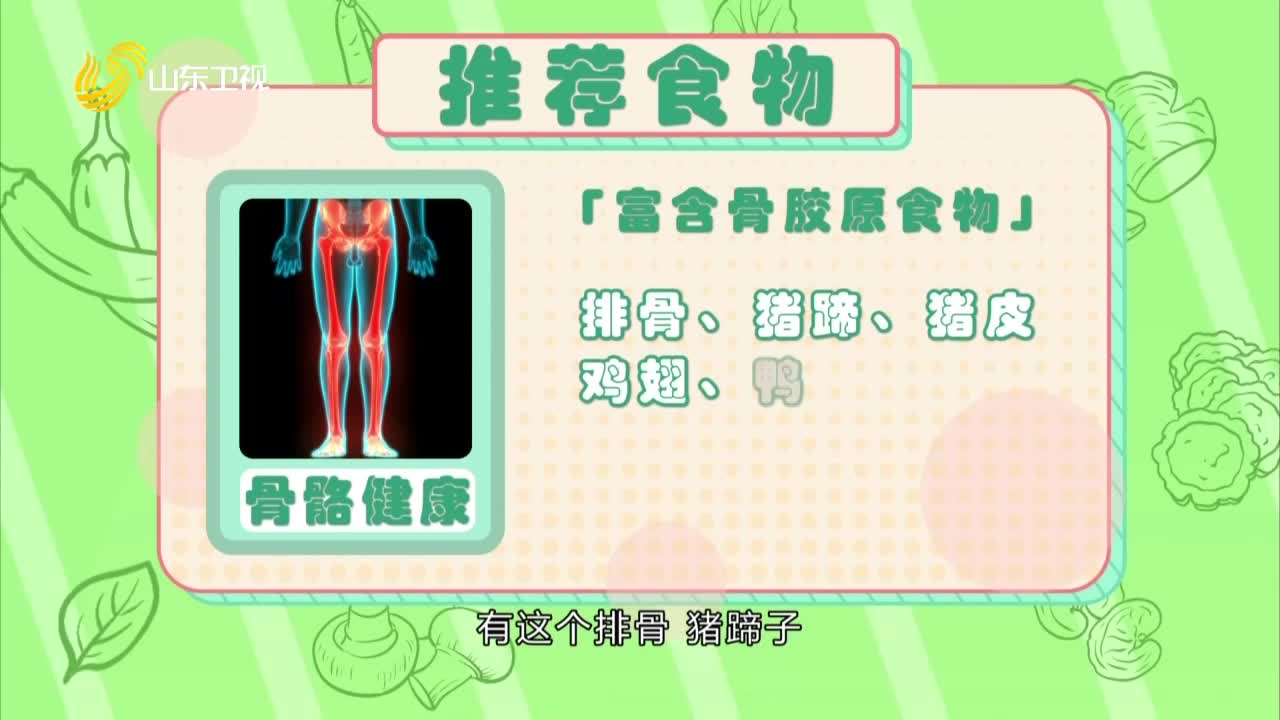 山东卫视
推荐食物
「富含骨胶原食物」
排骨、猪蹄、猪皮
鸡翅、鸭
骨骼健康
有这个排骨 猪蹄子